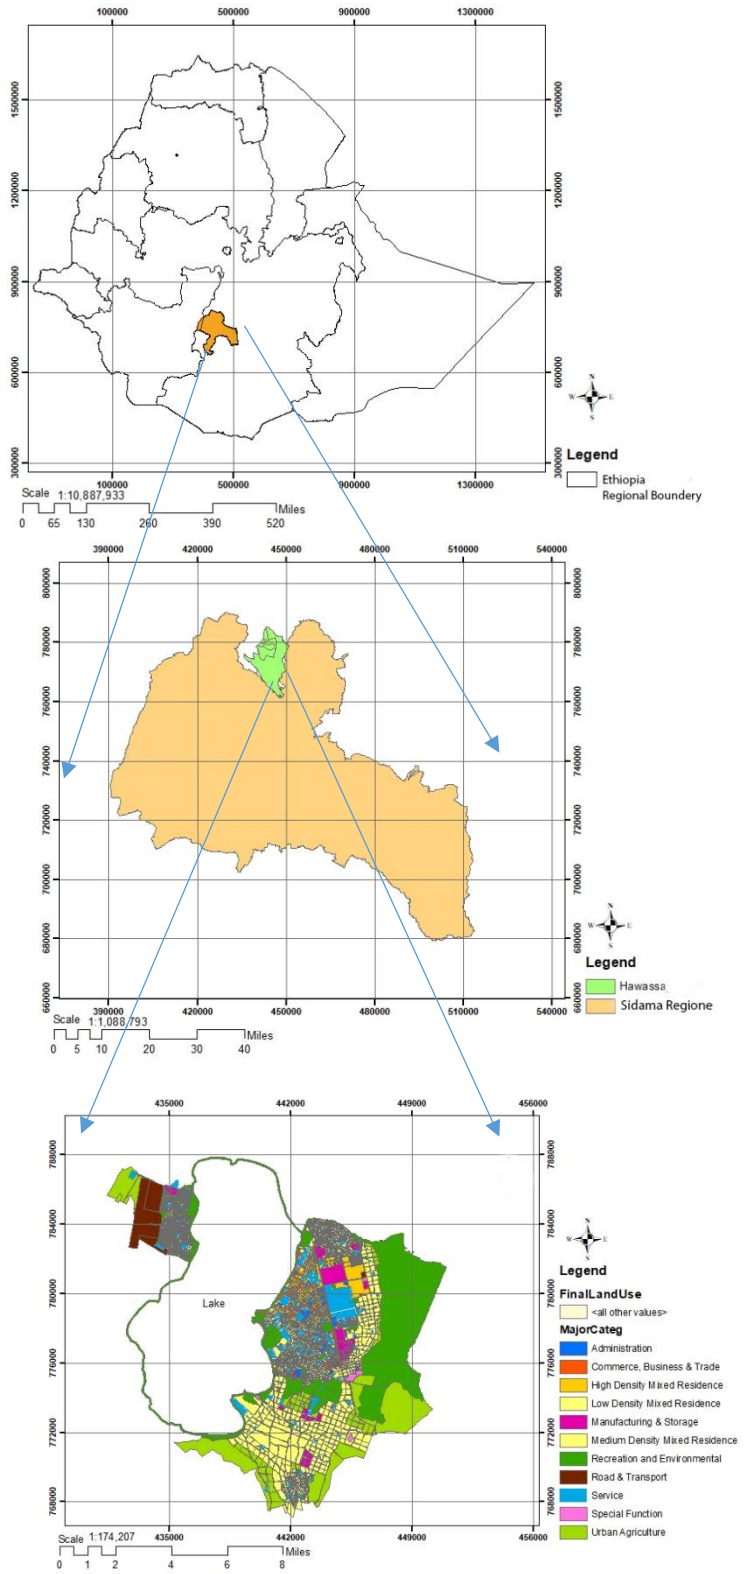 100000 500000 900000 1300000
1500000 1500000
1200000 1200000
900000 900000
600000 600000
300000 300000
100000 500000 900000 1300000
N
W E
S
Legend
Ethiopia
Regional Boundery
Scale 1:10,887,933
Miles
0 65 130 260 390 520
390000 420000 450000 480000 510000 540000
800000 800000
780000 780000
760000 760000
740000 740000
720000 720000
700000 700000
680000 680000
660000 660000
390000 420000 450000 480000 510000 540000
N
W E
S
Legend
Hawassa
Sidama Regione
Scale 1:1,088,793
Miles
0 5 10 20 30 40
435000 442000 449000 456000
788000 788000
784000 784000
780000 780000
776000 776000
772000 772000
768000 768000
Lake
435000 442000 449000 456000
N
W E
S
Legend
FinalLandUse
<all other values>
MajorCateg
Administration
Commerce, Business & Trade
High Density Mixed Residence
Low Density Mixed Residence
Manufacturing & Storage
Medium Density Mixed Residence
Recreation and Environmental
Road & Transport
Service
Special Function
Urban Agriculture
Scale 1:174,207
Miles
0 1 2 4 6 8